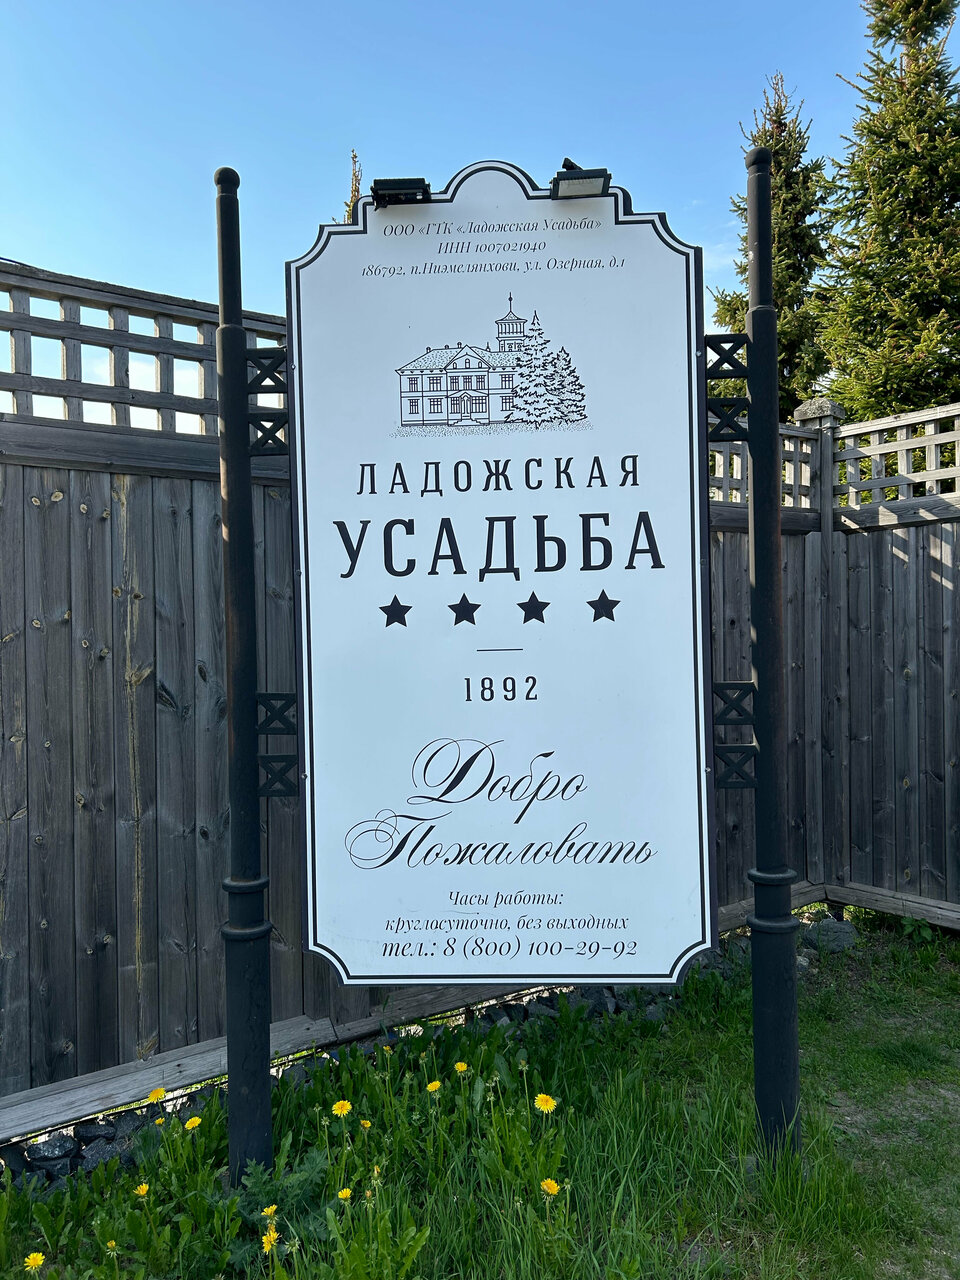 ООО «ГТК «Ладожская Усадьба»
ИНН 1007021940
186792, п.Ниэмелянхови, ул. Озерная, д.1
ЛАДОЖСКАЯ
УСАДЬБА
1892
Добро
Пожаловать
Часы работы:
круглосуточно, без выходных
тел.: 8 (800) 100-29-92